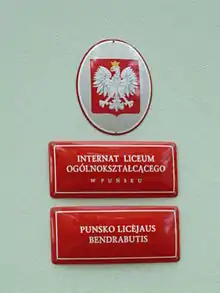 INTERNAT LICEUM
OGÓLNOKSZTAŁCĄCEGO
W PUŃSKU
PUNSKO LICĖJAUS
BENDRABUTIS